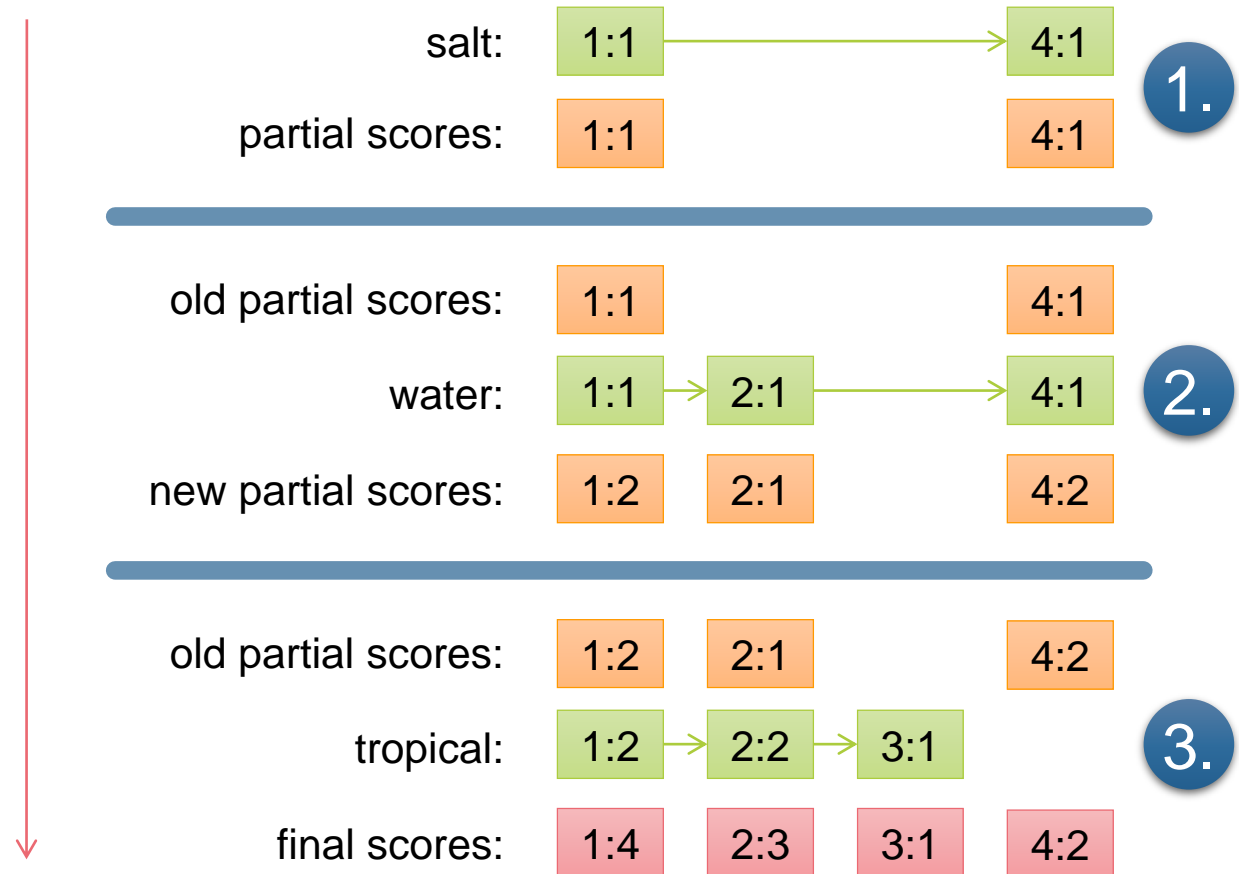 salt: 1:1 4:1
1.
partial scores: 1:1 4:1
old partial scores: 1:1 4:1
water: 1:1 2:1 4:1
2.
new partial scores: 1:2 2:1 4:2
old partial scores: 1:2 2:1 4:2
tropical: 1:2 2:2 3:1
3.
final scores: 1:4 2:3 3:1 4:2